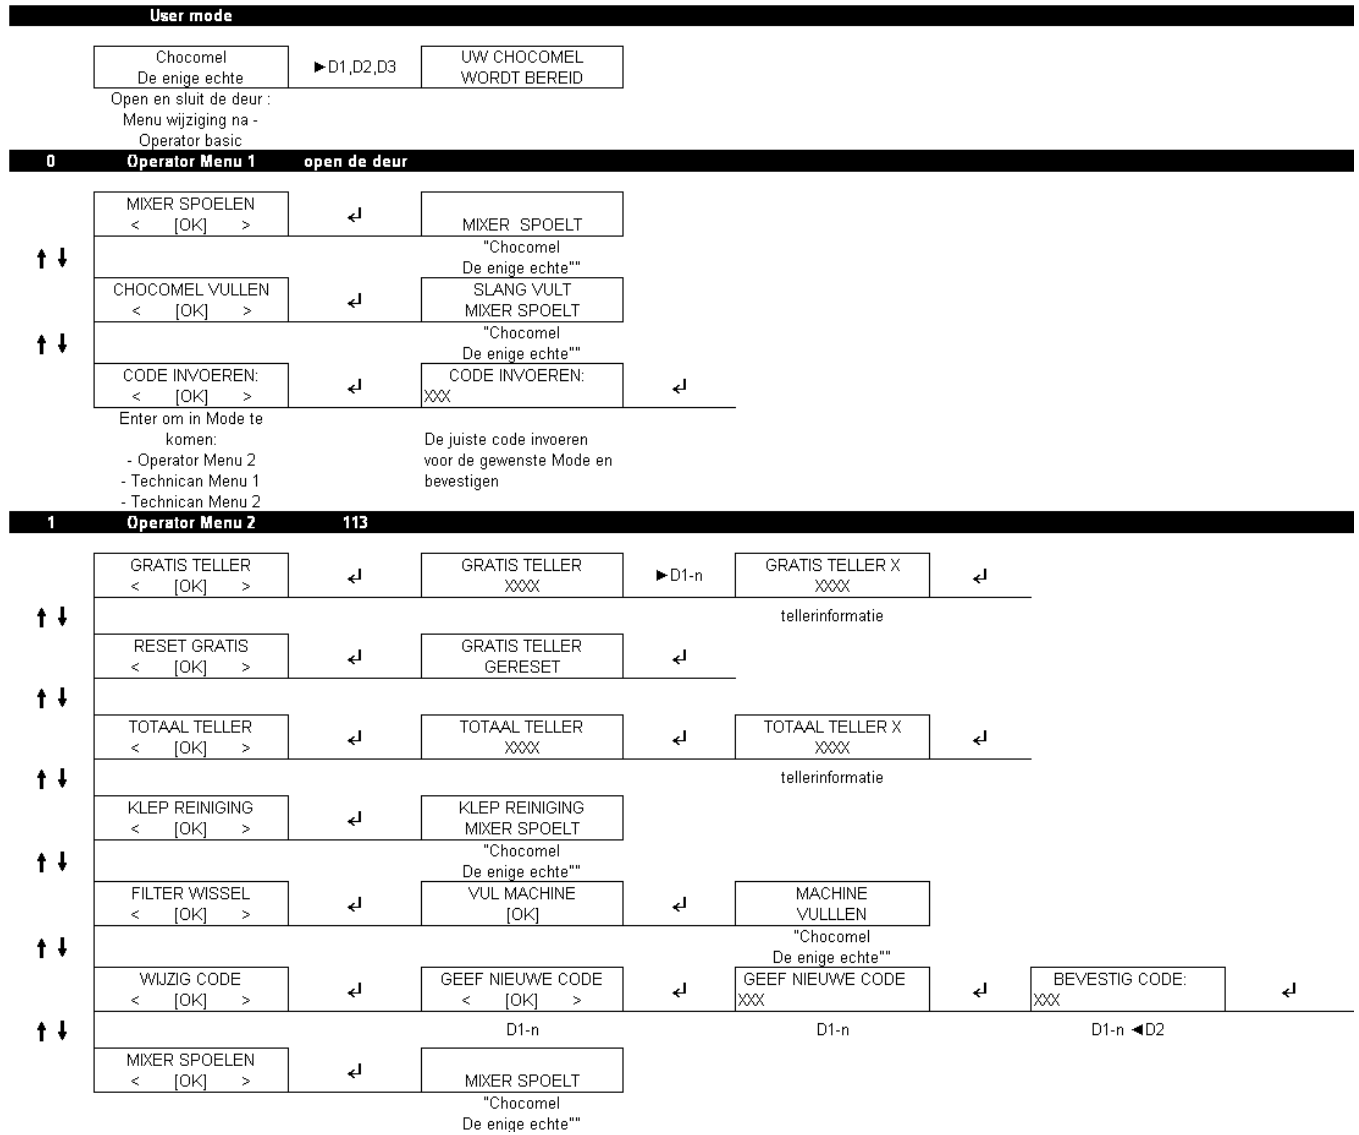 User mode
Chocomel
De enige echte
►D1,D2,D3
UW CHOCOMEL
WORDT BEREID
Open en sluit de deur :
Menu wijziging na -
Operator basic
0 Operator Menu 1 open de deur
MIXER SPOELEN
< [OK] >
↵
MIXER SPOELT
"Chocomel
De enige echte""
CHOCOMEL VULLEN
< [OK] >
↵
SLANG VULT
MIXER SPOELT
"Chocomel
De enige echte""
CODE INVOEREN:
< [OK] >
↵
CODE INVOEREN:
XXX
↵
Enter om in Mode te
komen:
- Operator Menu 2
- Technican Menu 1
- Technican Menu 2
De juiste code invoeren
voor de gewenste Mode en
bevestigen
1 Operator Menu 2 113
GRATIS TELLER
< [OK] >
↵
GRATIS TELLER
XXXX
►D1-n
GRATIS TELLER X
XXXX
↵
tellerinformatie
RESET GRATIS
< [OK] >
↵
GRATIS TELLER
GERESET
↵
TOTAAL TELLER
< [OK] >
↵
TOTAAL TELLER
XXXX
↵
TOTAAL TELLER X
XXXX
↵
tellerinformatie
KLEP REINIGING
< [OK] >
↵
KLEP REINIGING
MIXER SPOELT
"Chocomel
De enige echte""
FILTER WISSEL
< [OK] >
↵
VUL MACHINE
[OK]
↵
MACHINE
VULLLEN
"Chocomel
De enige echte""
WIJZIG CODE
< [OK] >
↵
GEEF NIEUWE CODE
< [OK] >
↵
GEEF NIEUWE CODE
XXX
↵
BEVESTIG CODE:
XXX
↵
D1-n
D1-n
D1-n ◄D2
MIXER SPOELEN
< [OK] >
↵
MIXER SPOELT
"Chocomel
De enige echte""